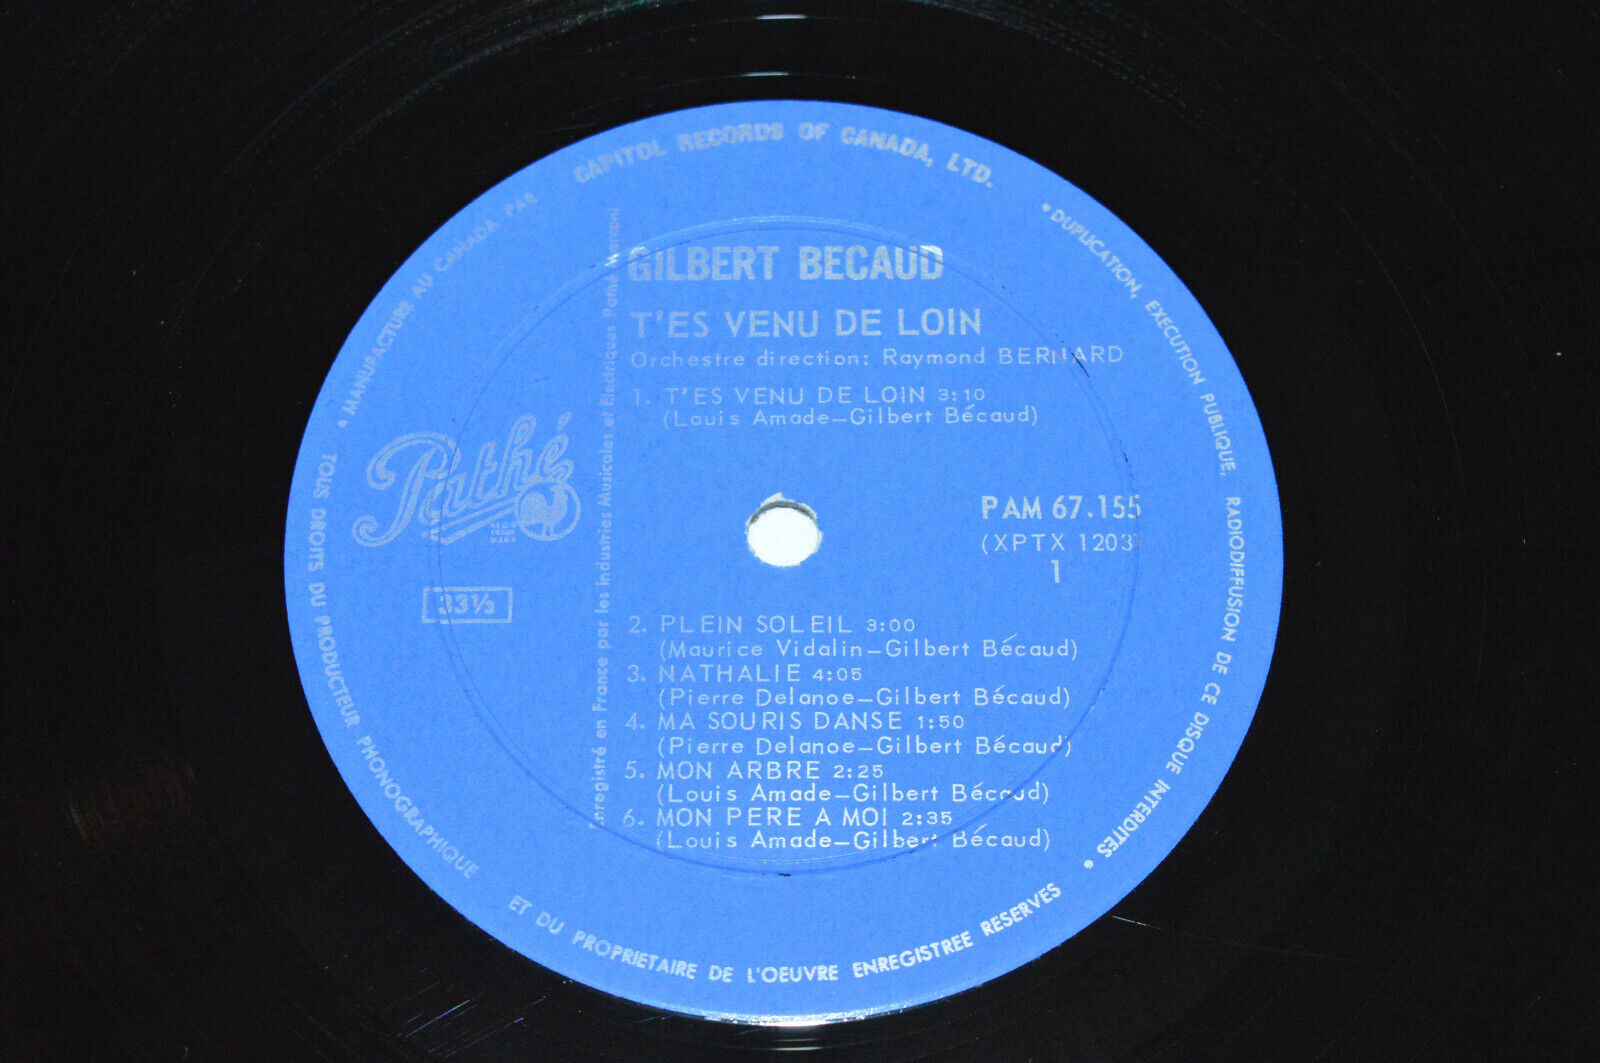 CAPITOL RECORDS OF CANADA, LTD.
• MANUFACTURE AU CANADA PAR
• DUPLICATION, EXECUTION PUBLIQUE, RADIODIFFUSION DE CE DISQUE INTERDITES •
TOUS DROITS DU PRODUCTEUR PHONOGRAPHIQUE ET DU PROPRIETAIRE DE L'OEUVRE ENREGISTREE RESERVES
Enregistré en France par les Industries Musicales et Electriques Pathé Marconi
GILBERT BECAUD
T'ES VENU DE LOIN
Orchestre direction: Raymond BERNARD
1. T'ES VENU DE LOIN 3:10
(Louis Amade–Gilbert Bécaud)
Pathé
TRADE
MARK
33⅓
PAM 67.155
(XPTX 1203)
1
2. PLEIN SOLEIL 3:00
(Maurice Vidalin–Gilbert Bécaud)
3. NATHALIE 4:05
(Pierre Delanoe–Gilbert Bécaud)
4. MA SOURIS DANSE 1:50
(Pierre Delanoe–Gilbert Bécaud)
5. MON ARBRE 2:25
(Louis Amade–Gilbert Bécaud)
6. MON PERE A MOI 2:35
(Louis Amade–Gilbert Bécaud)